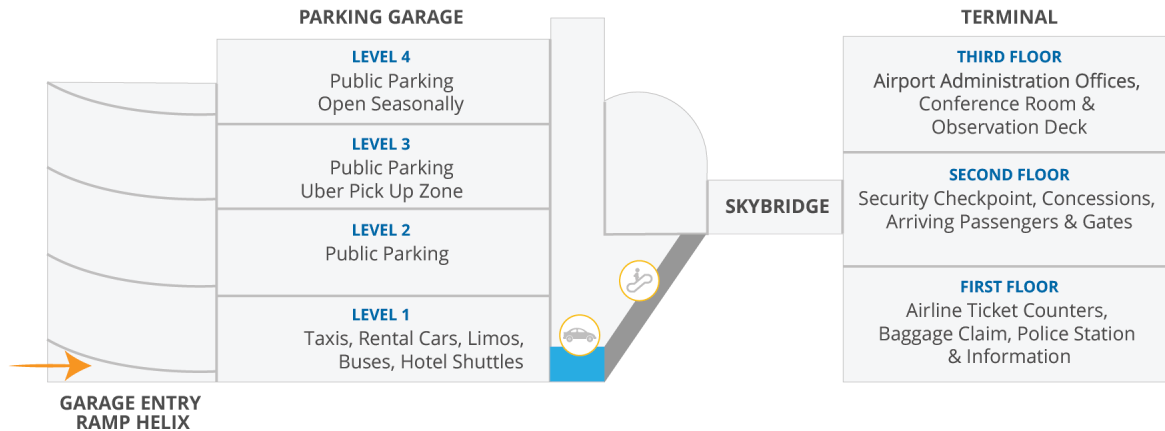 PARKING GARAGE
LEVEL 4
Public Parking
Open Seasonally
LEVEL 3
Public Parking
Uber Pick Up Zone
LEVEL 2
Public Parking
LEVEL 1
Taxis, Rental Cars, Limos,
Buses, Hotel Shuttles
GARAGE ENTRY
RAMP HELIX
SKYBRIDGE
TERMINAL
THIRD FLOOR
Airport Administration Offices,
Conference Room &
Observation Deck
SECOND FLOOR
Security Checkpoint, Concessions,
Arriving Passengers & Gates
FIRST FLOOR
Airline Ticket Counters,
Baggage Claim, Police Station
& Information